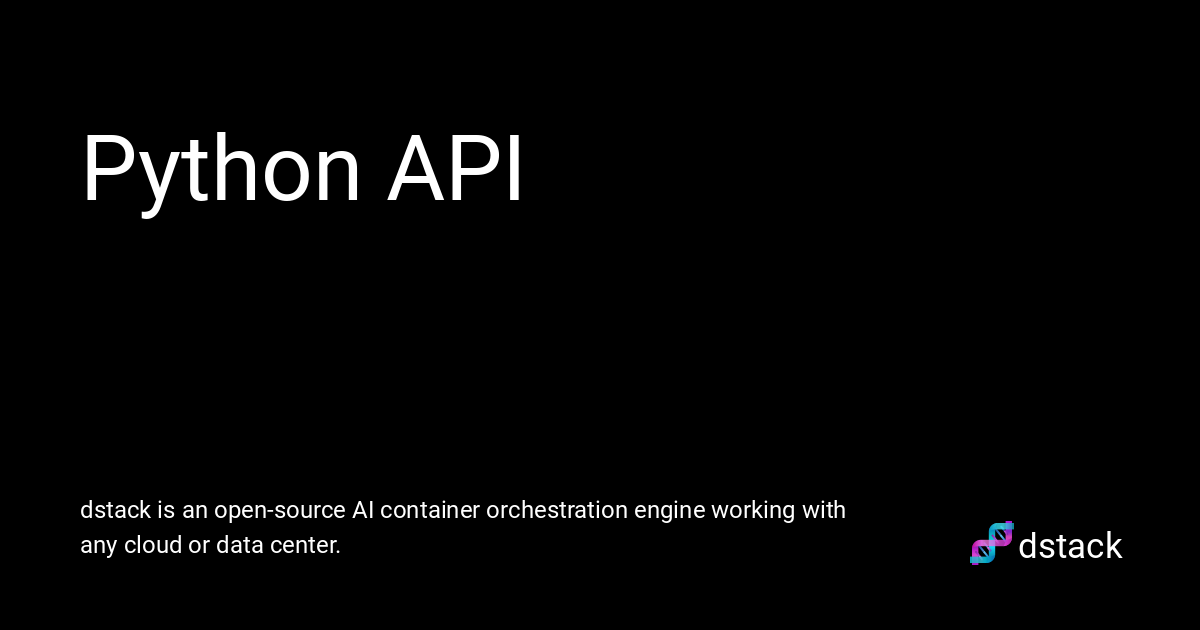 Python API
dstack is an open-source AI container orchestration engine working with
any cloud or data center.
dstack